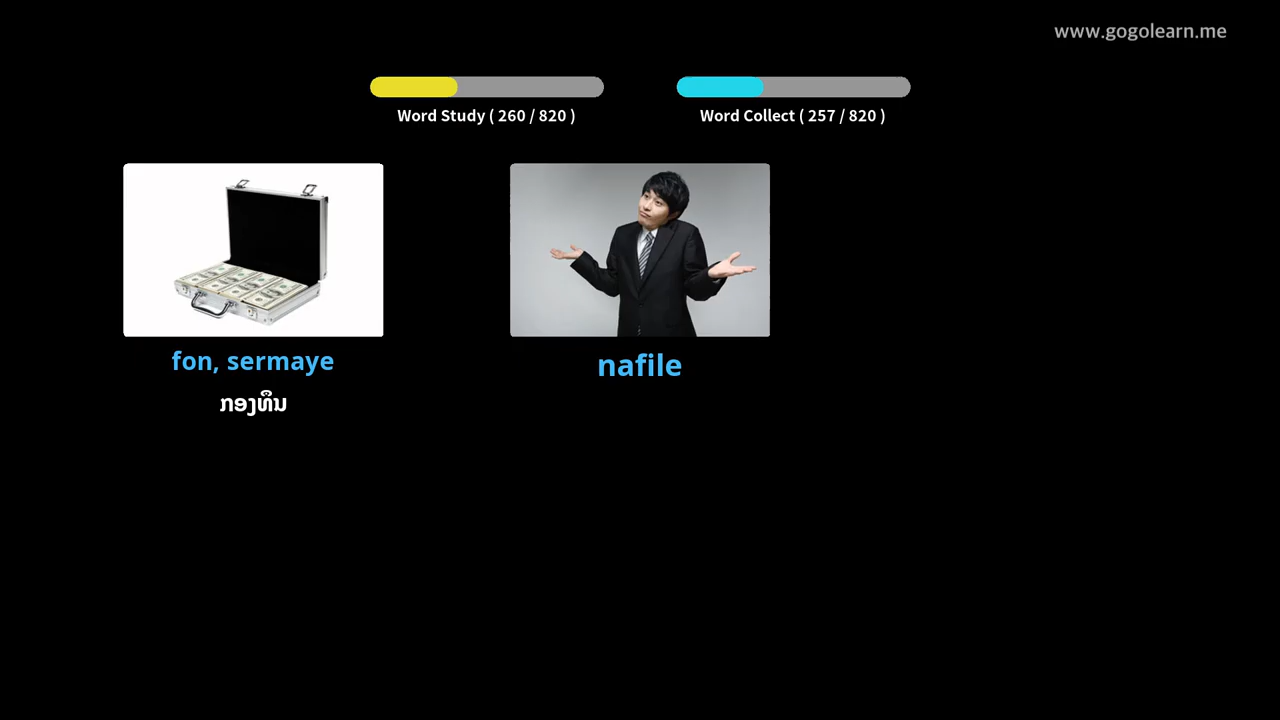 www.gogolearn.me
Word Study ( 260 / 820 )
Word Collect ( 257 / 820 )
fon, sermaye
ກອງທຶນ
nafile